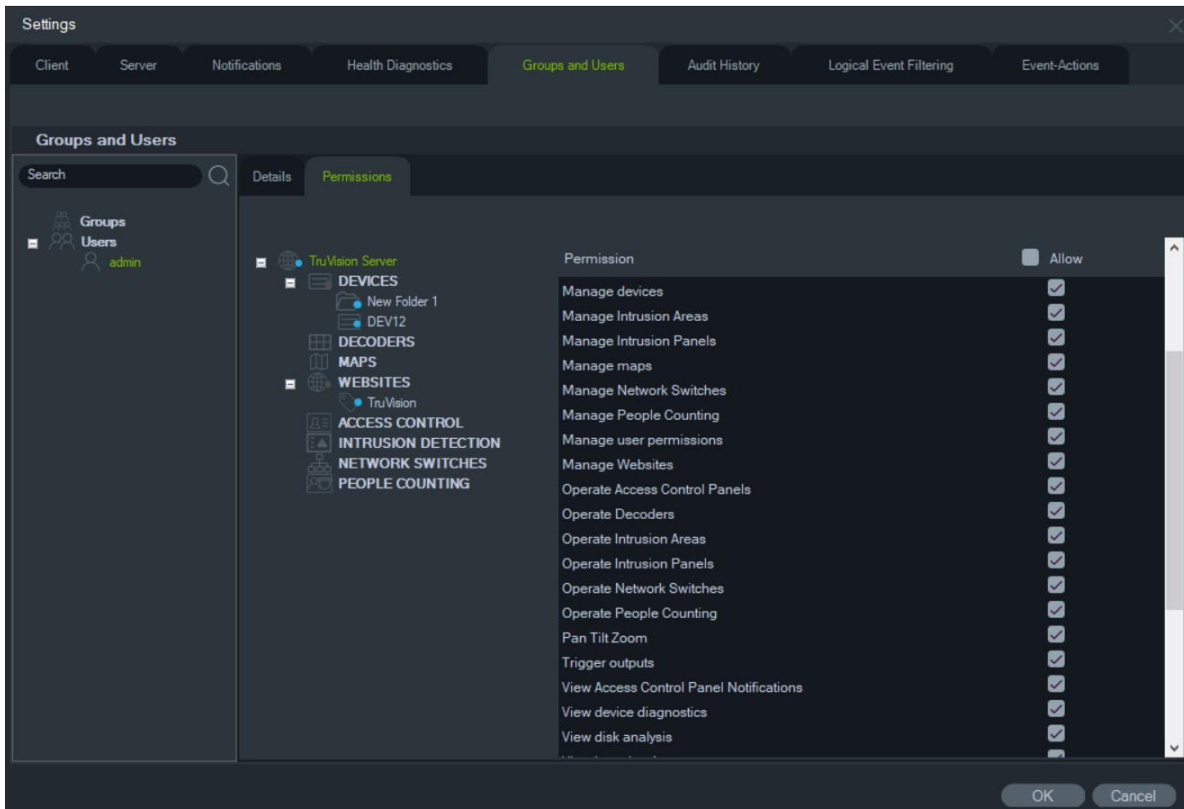 Settings
Client Server Notifications Health Diagnostics Groups and Users Audit History Logical Event Filtering Event-Actions
Groups and Users
Search
Groups
Users
admin
Details Permissions
TruVision Server
DEVICES
New Folder 1
DEV12
DECODERS
MAPS
WEBSITES
TruVision
ACCESS CONTROL
INTRUSION DETECTION
NETWORK SWITCHES
PEOPLE COUNTING
Permission Allow
Manage devices
Manage Intrusion Areas
Manage Intrusion Panels
Manage maps
Manage Network Switches
Manage People Counting
Manage user permissions
Manage Websites
Operate Access Control Panels
Operate Decoders
Operate Intrusion Areas
Operate Intrusion Panels
Operate Network Switches
Operate People Counting
Pan Tilt Zoom
Trigger outputs
View Access Control Panel Notifications
View device diagnostics
View disk analysis
OK Cancel